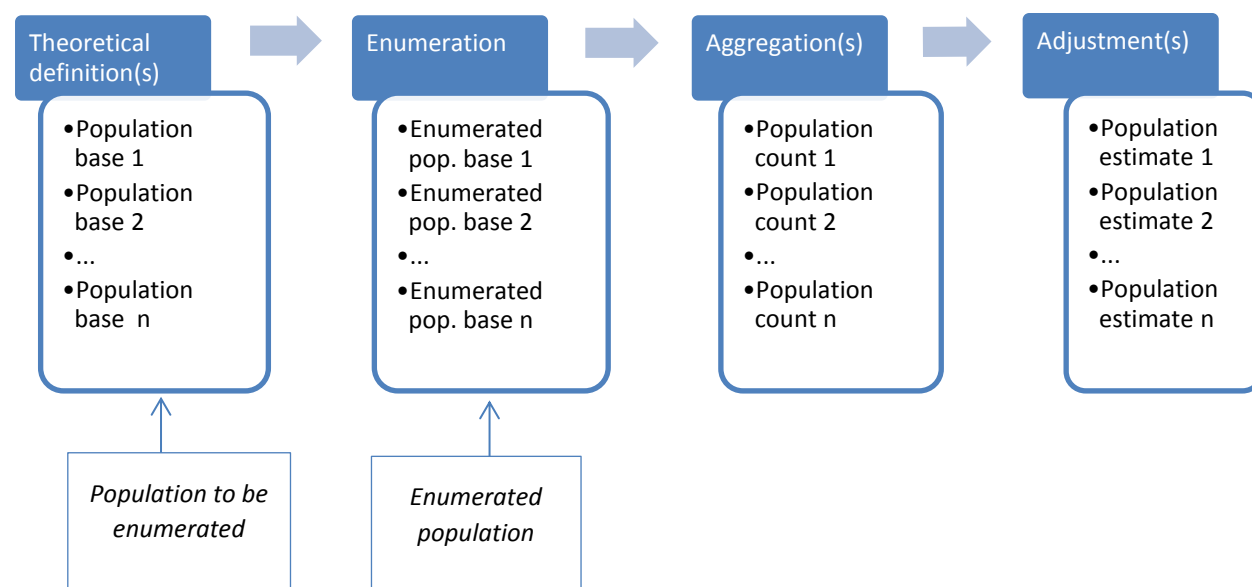 Theoretical
definition(s)
•Population
base 1
•Population
base 2
•...
•Population
base  n
Enumeration
•Enumerated
pop. base 1
•Enumerated
pop. base 2
•...
•Enumerated
pop. base n
Aggregation(s)
•Population
count 1
•Population
count 2
•...
•Population
count n
Adjustment(s)
•Population
estimate 1
•Population
estimate 2
•...
•Population
estimate n
Population to be
enumerated
Enumerated
population